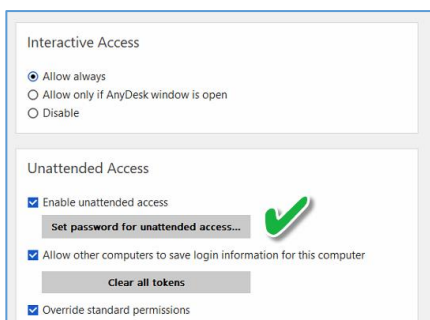 Interactive Access
Allow always
Allow only if AnyDesk window is open
Disable
Unattended Access
Enable unattended access
Set password for unattended access...
Allow other computers to save login information for this computer
Clear all tokens
Override standard permissions